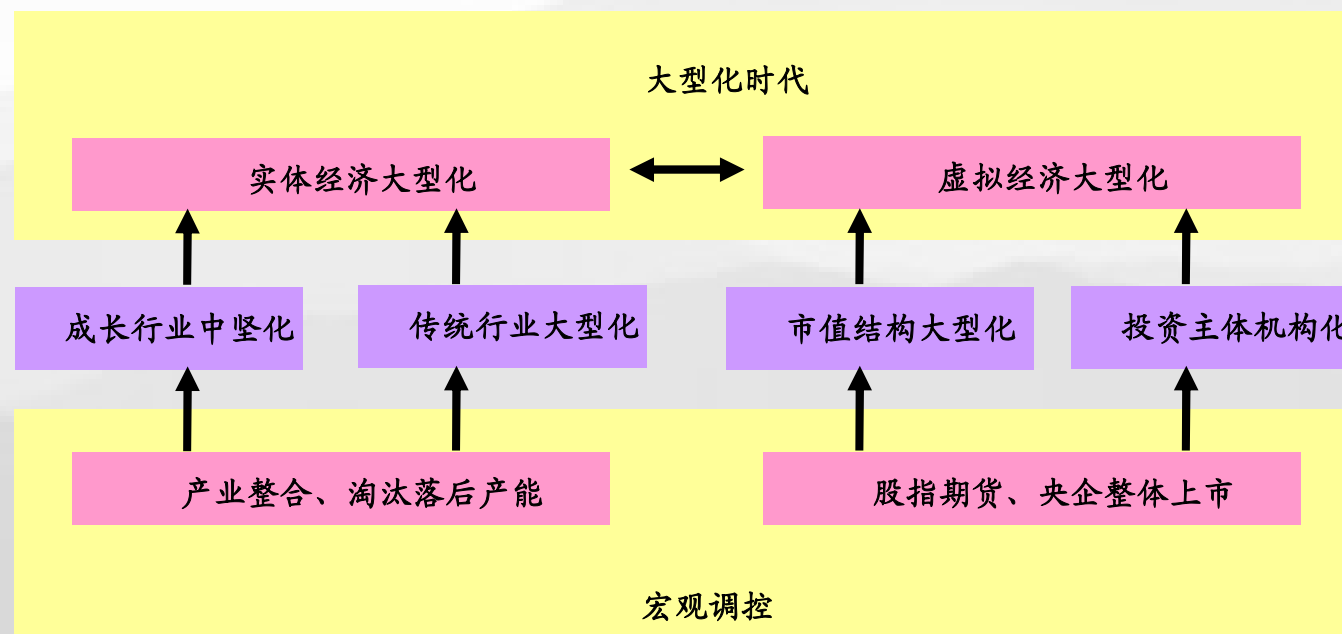 大型化时代
实体经济大型化
虚拟经济大型化
成长行业中坚化
传统行业大型化
市值结构大型化
投资主体机构化
产业整合、淘汰落后产能
股指期货、央企整体上市
宏观调控